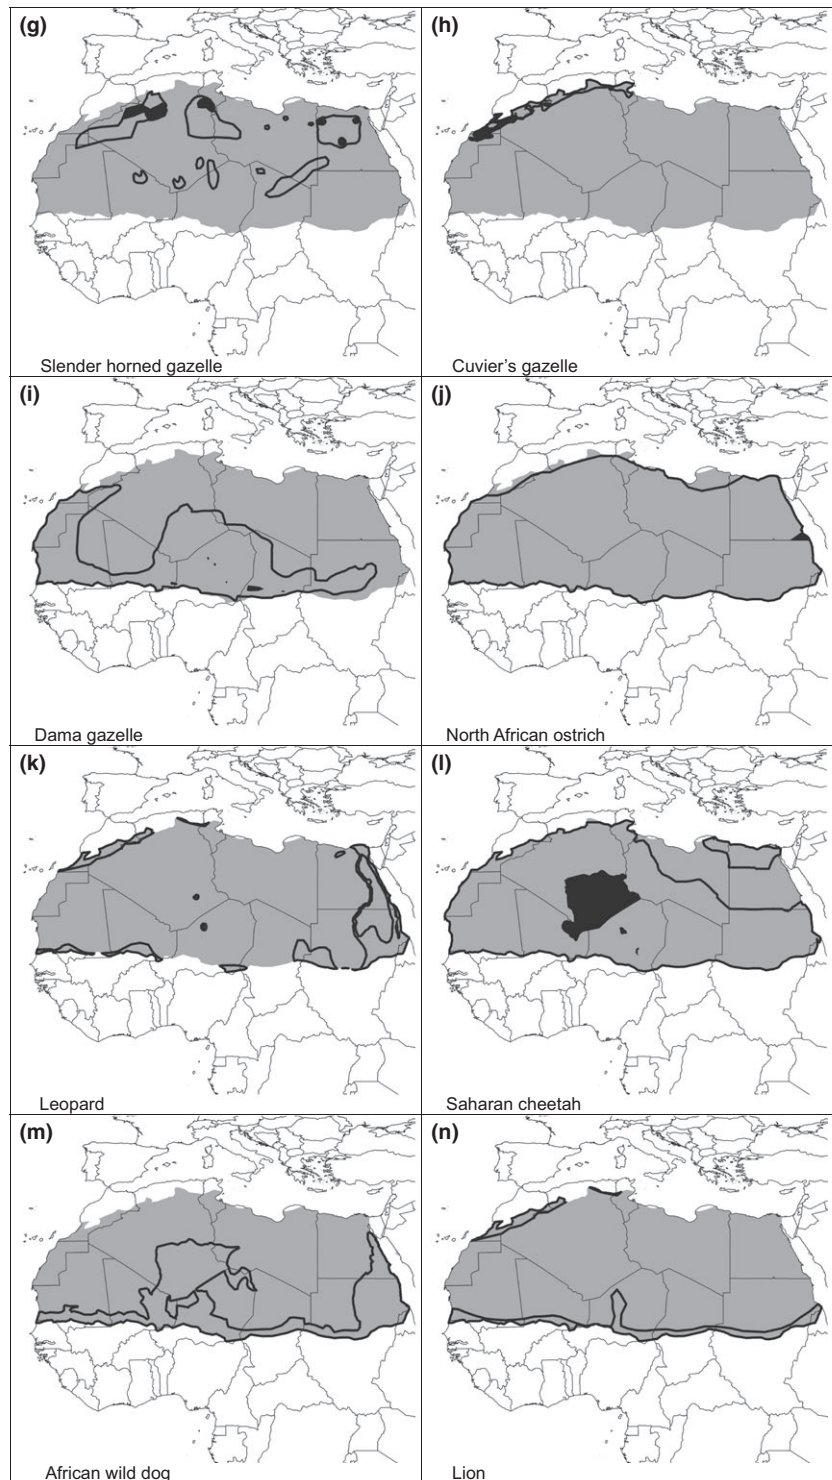 (g)
Slender horned gazelle
(h)
Cuvier’s gazelle
(i)
Dama gazelle
(j)
North African ostrich
(k)
Leopard
(l)
Saharan cheetah
(m)
African wild dog
(n)
Lion